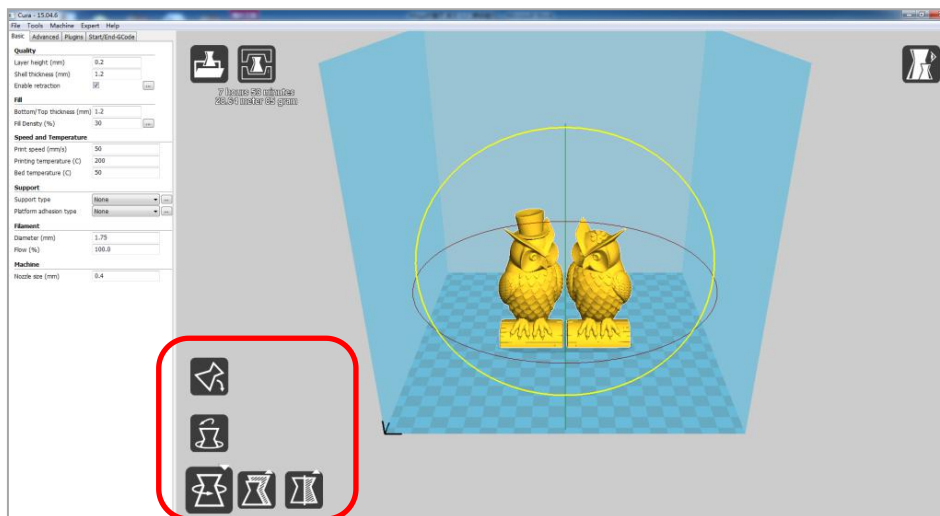 Cura - 15.04.6
File Tools Machine Expert Help
Basic Advanced Plugins Start/End-GCode
Quality
Layer height (mm) 0.2
Shell thickness (mm) 1.2
Enable retraction ...
Fill
Bottom/Top thickness (mm) 1.2
Fill Density (%) 30 ...
Speed and Temperature
Print speed (mm/s) 50
Printing temperature (C) 200
Bed temperature (C) 50
Support
Support type None ...
Platform adhesion type None ...
Filament
Diameter (mm) 1.75
Flow (%) 100.0
Machine
Nozzle size (mm) 0.4
7 hours 53 minutes